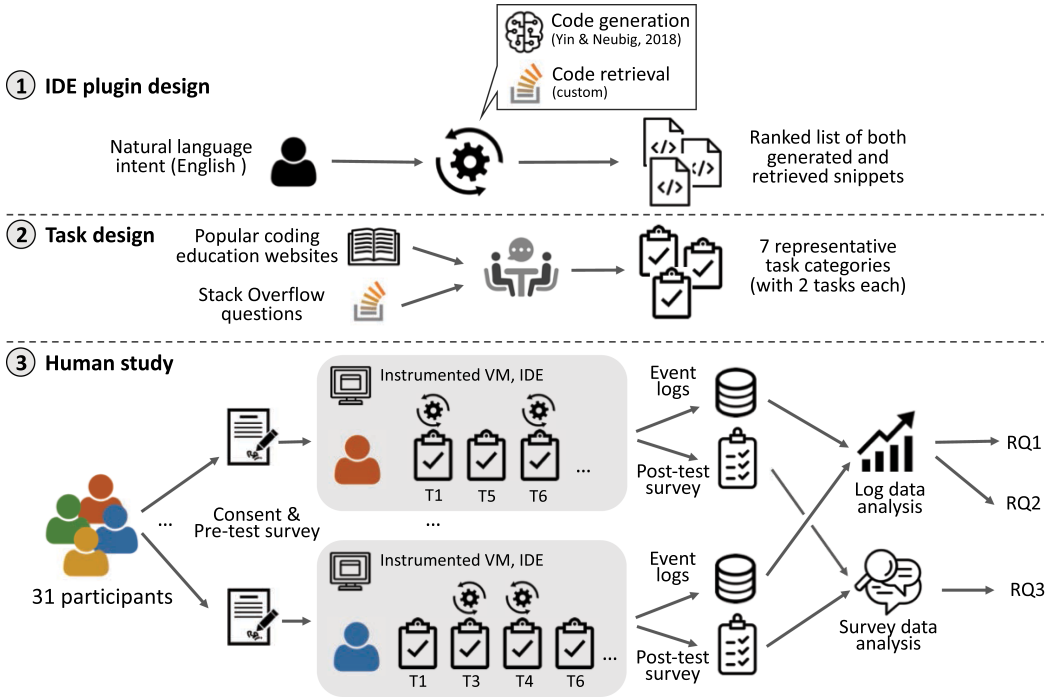 Code generation
(Yin & Neubig, 2018)
Code retrieval
(custom)
1 IDE plugin design
Natural language
intent (English )
Ranked list of both
generated and
retrieved snippets
2 Task design
Popular coding
education websites
Stack Overflow
questions
7 representative
task categories
(with 2 tasks each)
3 Human study
31 participants
...
Consent &
Pre-test survey
Instrumented VM, IDE
T1 T5 T6 ...
...
Instrumented VM, IDE
T1 T3 T4 T6 ...
Event
logs
Post-test
survey
Event
logs
Post-test
survey
Log data
analysis
Survey data
analysis
RQ1
RQ2
RQ3